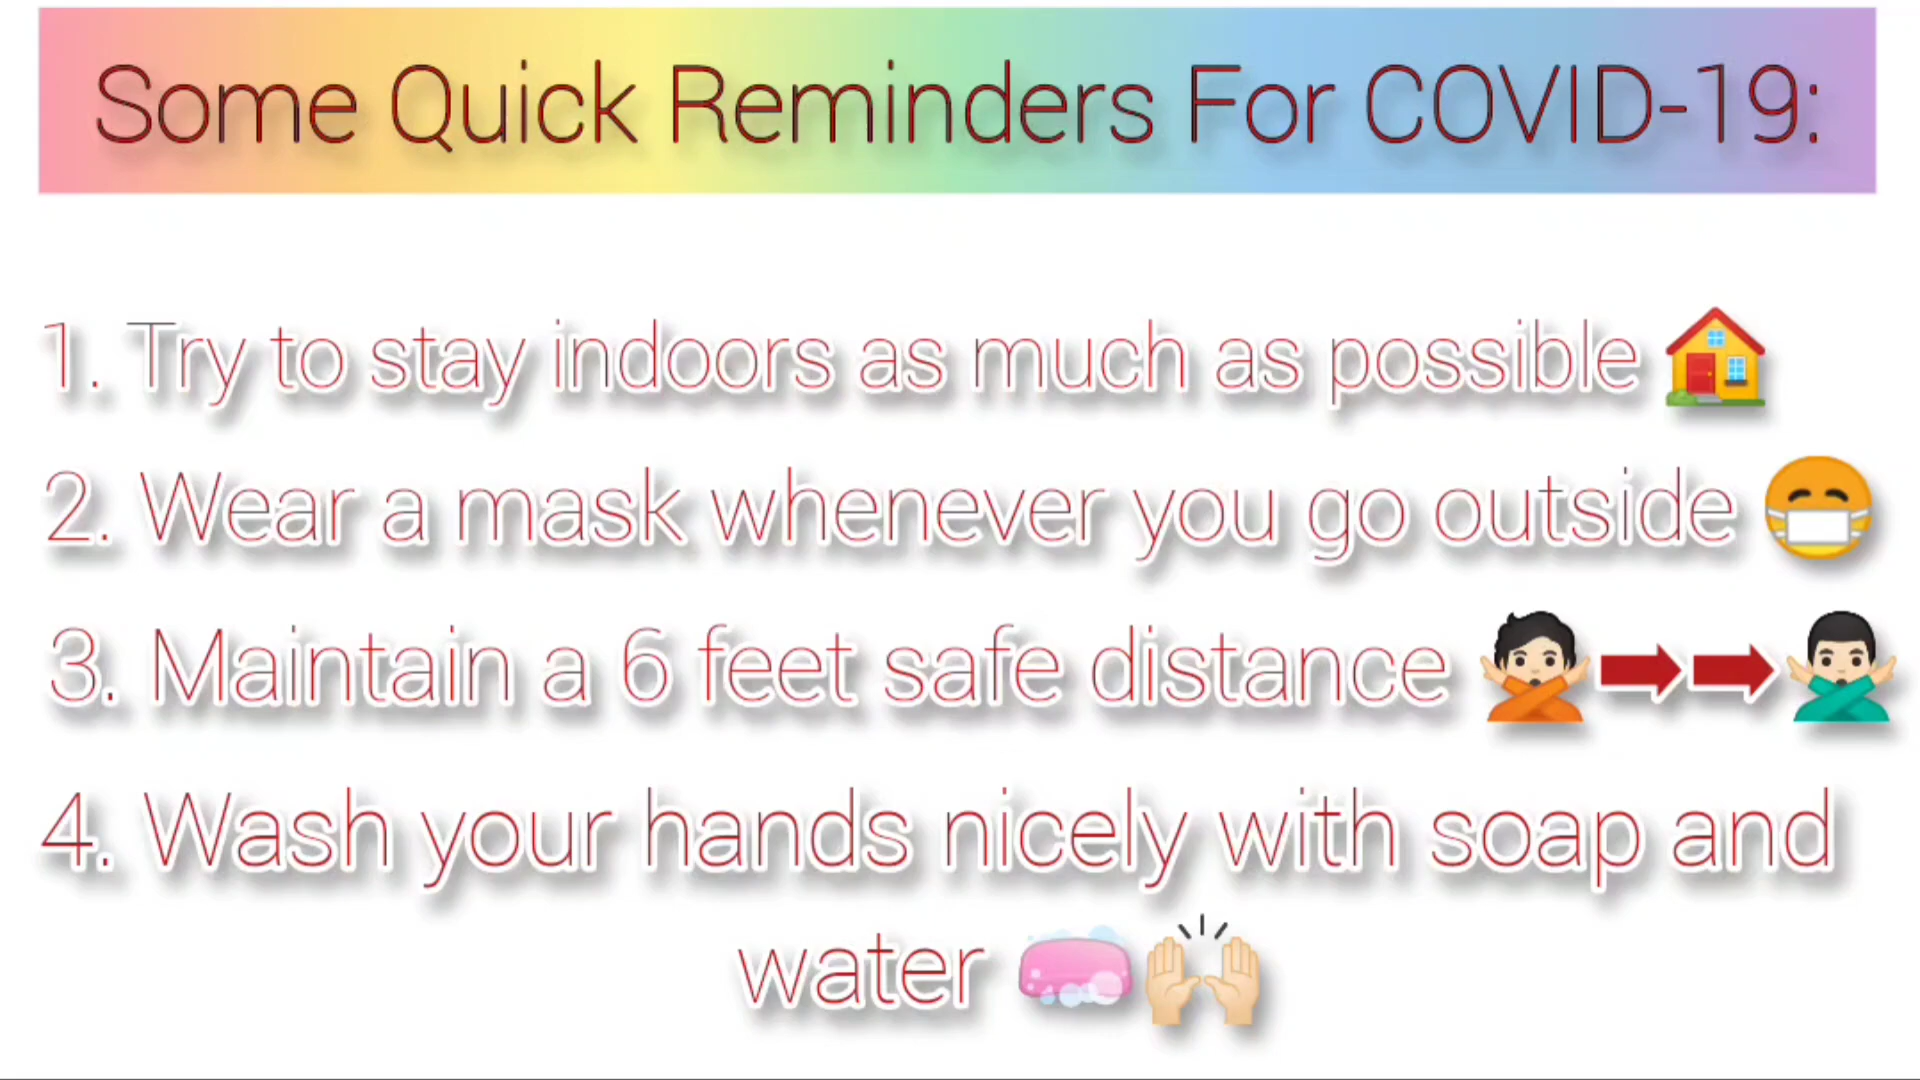 Some Quick Reminders For COVID-19:
1. Try to stay indoors as much as possible 🏠
2. Wear a mask whenever you go outside 😷
3. Maintain a 6 feet safe distance 🙅🏻➡➡🙅🏻‍♂
4. Wash your hands nicely with soap and
water 🧼🙌🏻